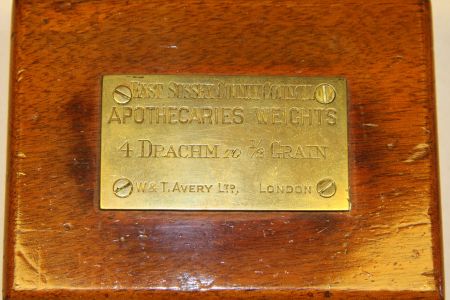 East Sussex County Council
APOTHECARIES WEIGHTS
4 DRACHM to ½ GRAIN
W & T. AVERY LTD, LONDON